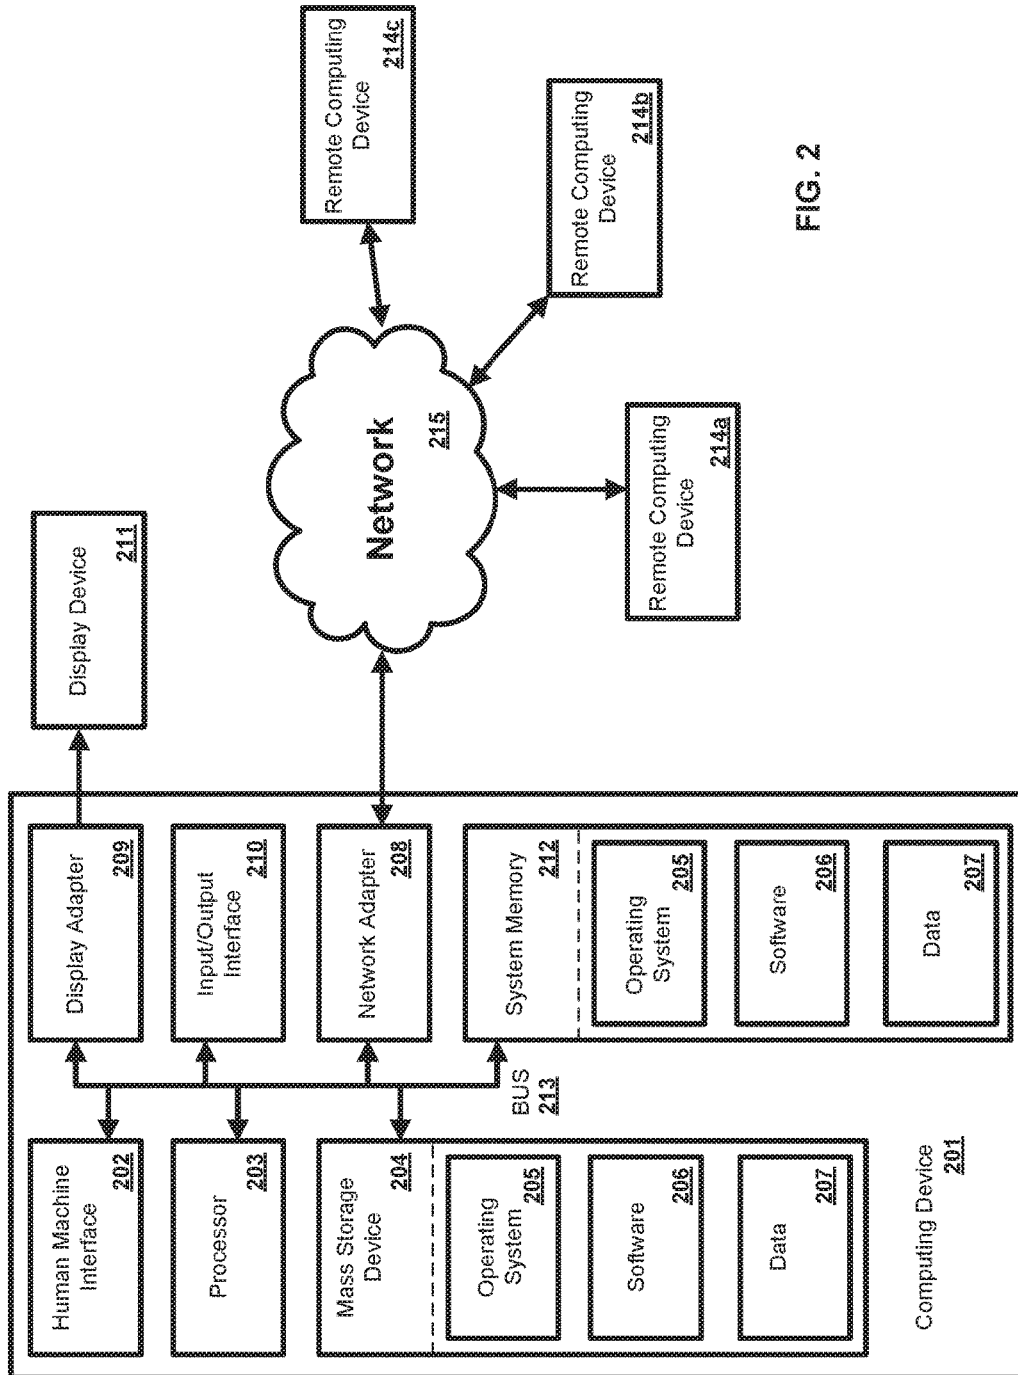 Human Machine
Interface
202
Processor
203
Mass Storage
Device
204
Operating
System
205
Software
206
Data
207
Computing Device
201
BUS
213
Display Adapter
209
Input/Output
Interface
210
Network Adapter
208
System Memory
212
Operating
System
205
Software
206
Data
207
Display Device
211
Network
215
Remote Computing
Device
214a
Remote Computing
Device
214b
Remote Computing
Device
214c
FIG. 2